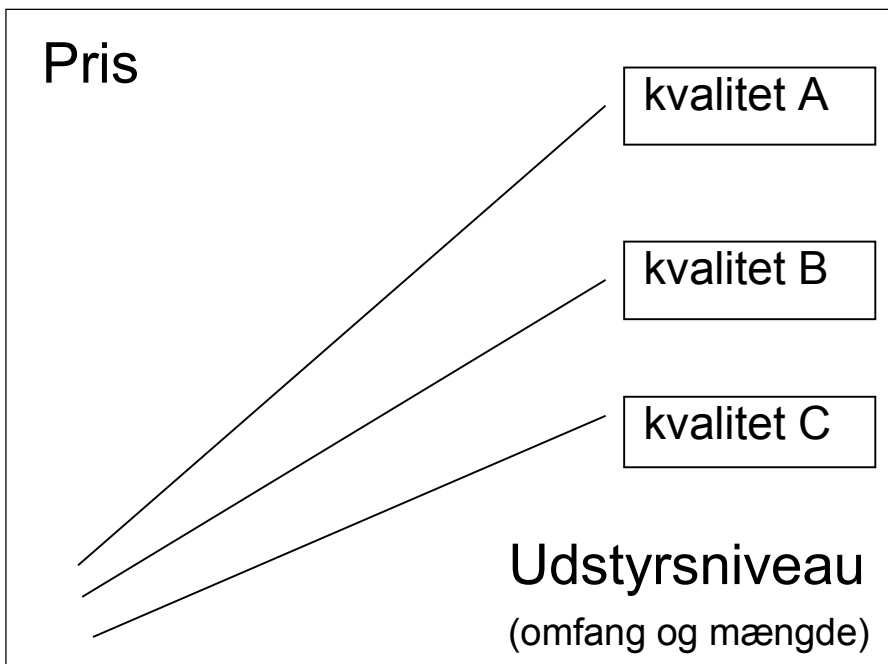 Pris
kvalitet A
kvalitet B
kvalitet C
Udstyrsniveau
(omfang og mængde)